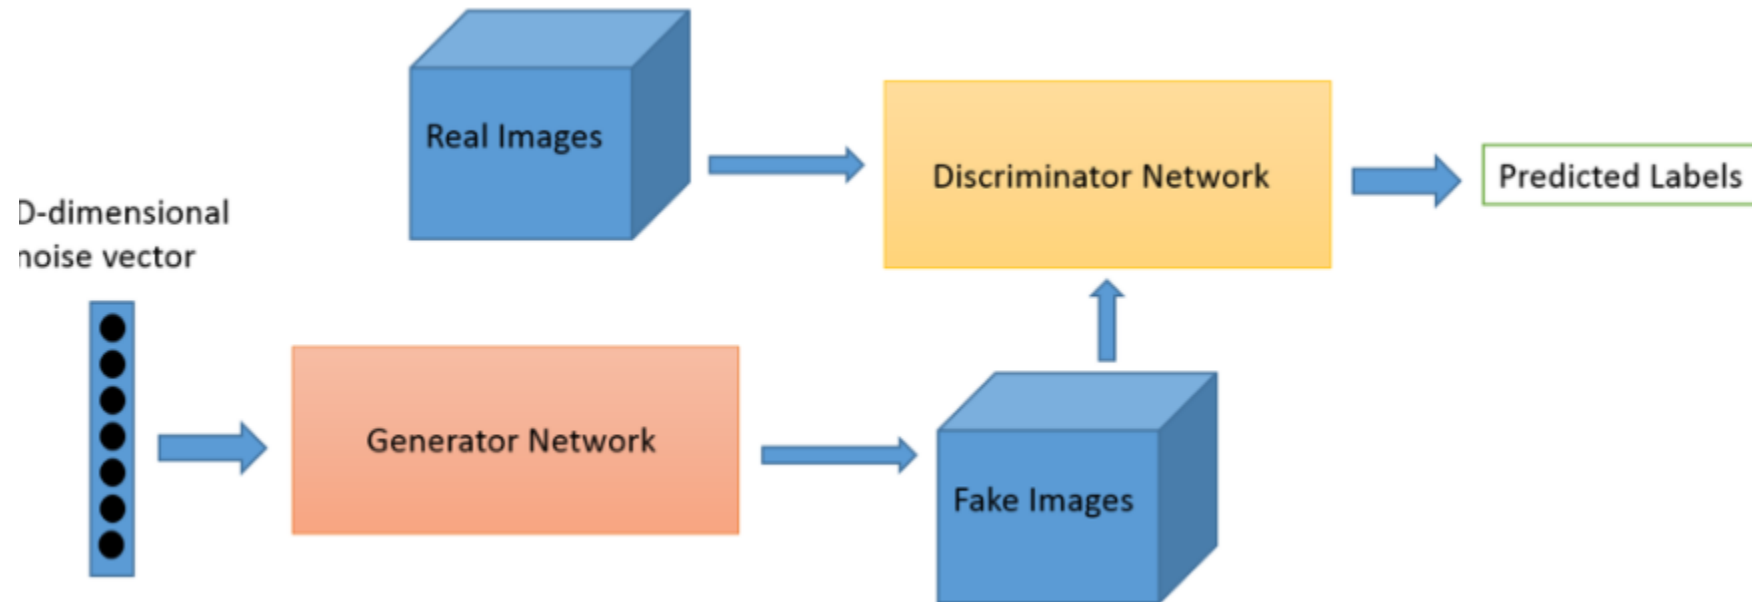 Real Images
Discriminator Network
Predicted Labels
D-dimensional
noise vector
Generator Network
Fake Images